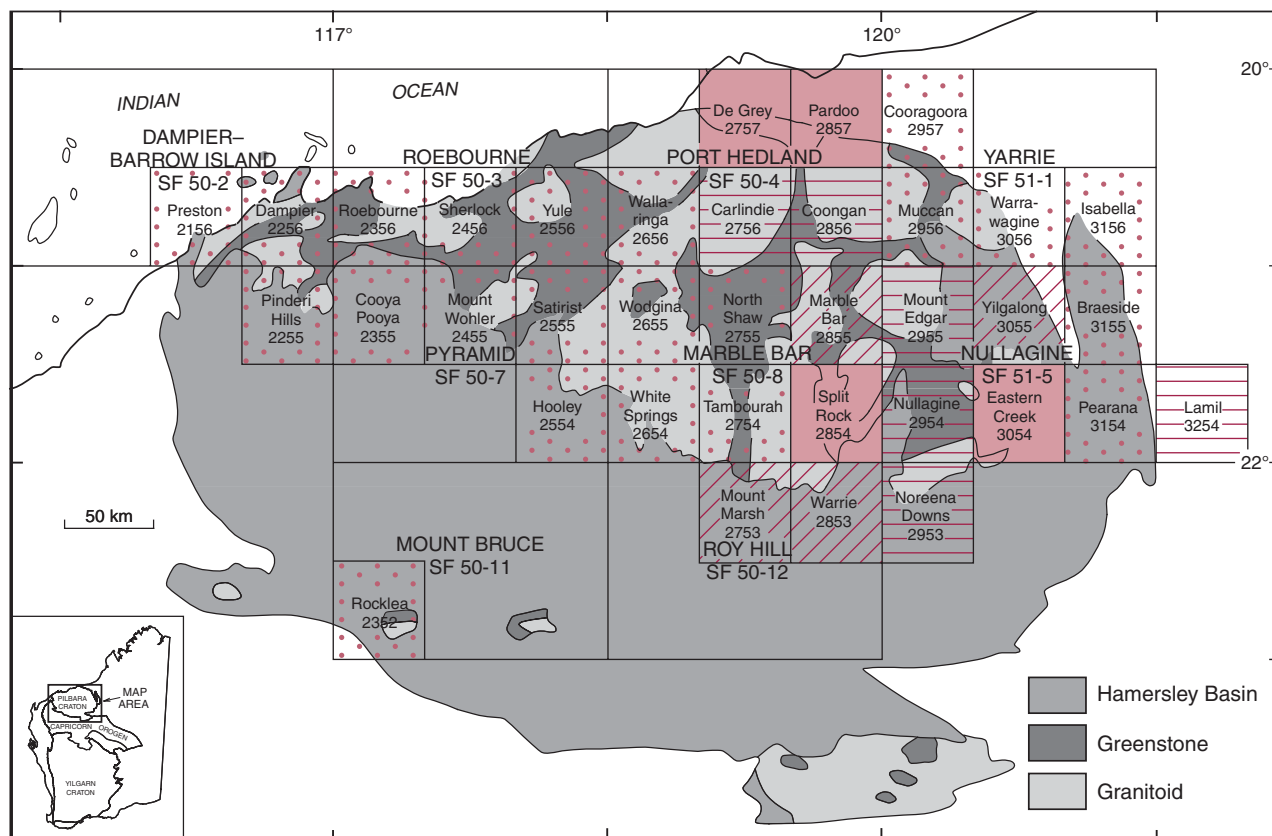 117°
120°
20°
INDIAN
OCEAN
De Grey
2757
Pardoo
2857
Cooragoora
2957
DAMPIER–
BARROW ISLAND
SF 50-2
ROEBOURNE
SF 50-3
PORT HEDLAND
SF 50-4
YARRIE
SF 51-1
Preston
2156
Dampier
2256
Roebourne
2356
Sherlock
2456
Yule
2556
Walla-
ringa
2656
Carlindie
2756
Coongan
2856
Muccan
2956
Warra-
wagine
3056
Isabella
3156
Pinderi
Hills
2255
Cooya
Pooya
2355
Mount
Wohler
2455
Satirist
2555
Wodgina
2655
North
Shaw
2755
Marble
Bar
2855
Mount
Edgar
2955
Yilgalong
3055
Braeside
3155
PYRAMID
SF 50-7
MARBLE BAR
SF 50-8
NULLAGINE
SF 51-5
Hooley
2554
White
Springs
2654
Tambourah
2754
Split
Rock
2854
Nullagine
2954
Eastern
Creek
3054
Pearana
3154
Lamil
3254
22°
50 km
Mount
Marsh
2753
Warrie
2853
Noreena
Downs
2953
MOUNT BRUCE
SF 50-11
ROY HILL
SF 50-12
Rocklea
2352
PILBARA
CRATON
MAP
AREA
CAPRICORN
OROGEN
YILGARN
CRATON
Hamersley Basin
Greenstone
Granitoid